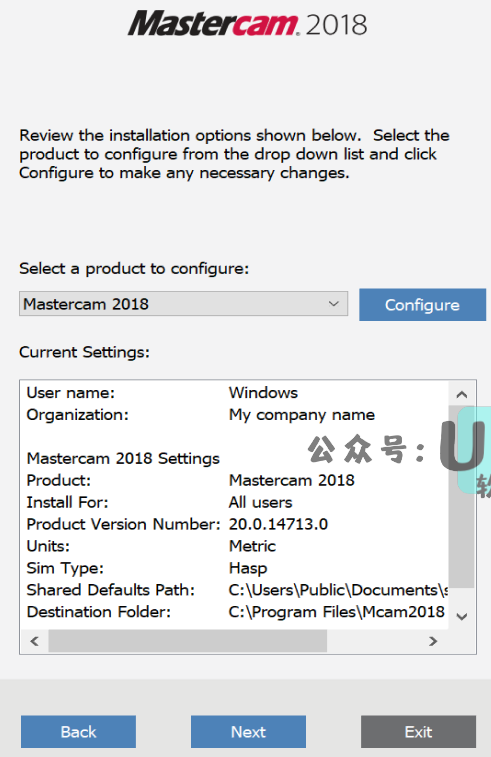 Mastercam. 2018
Review the installation options shown below.  Select the
product to configure from the drop down list and click
Configure to make any necessary changes.
Select a product to configure:
Mastercam 2018
Configure
Current Settings:
User name: Windows
Organization: My company name
公众号：U
软
Mastercam 2018 Settings
Product: Mastercam 2018
Install For: All users
Product Version Number: 20.0.14713.0
Units: Metric
Sim Type: Hasp
Shared Defaults Path: C:\Users\Public\Documents\s
Destination Folder: C:\Program Files\Mcam2018
Back
Next
Exit